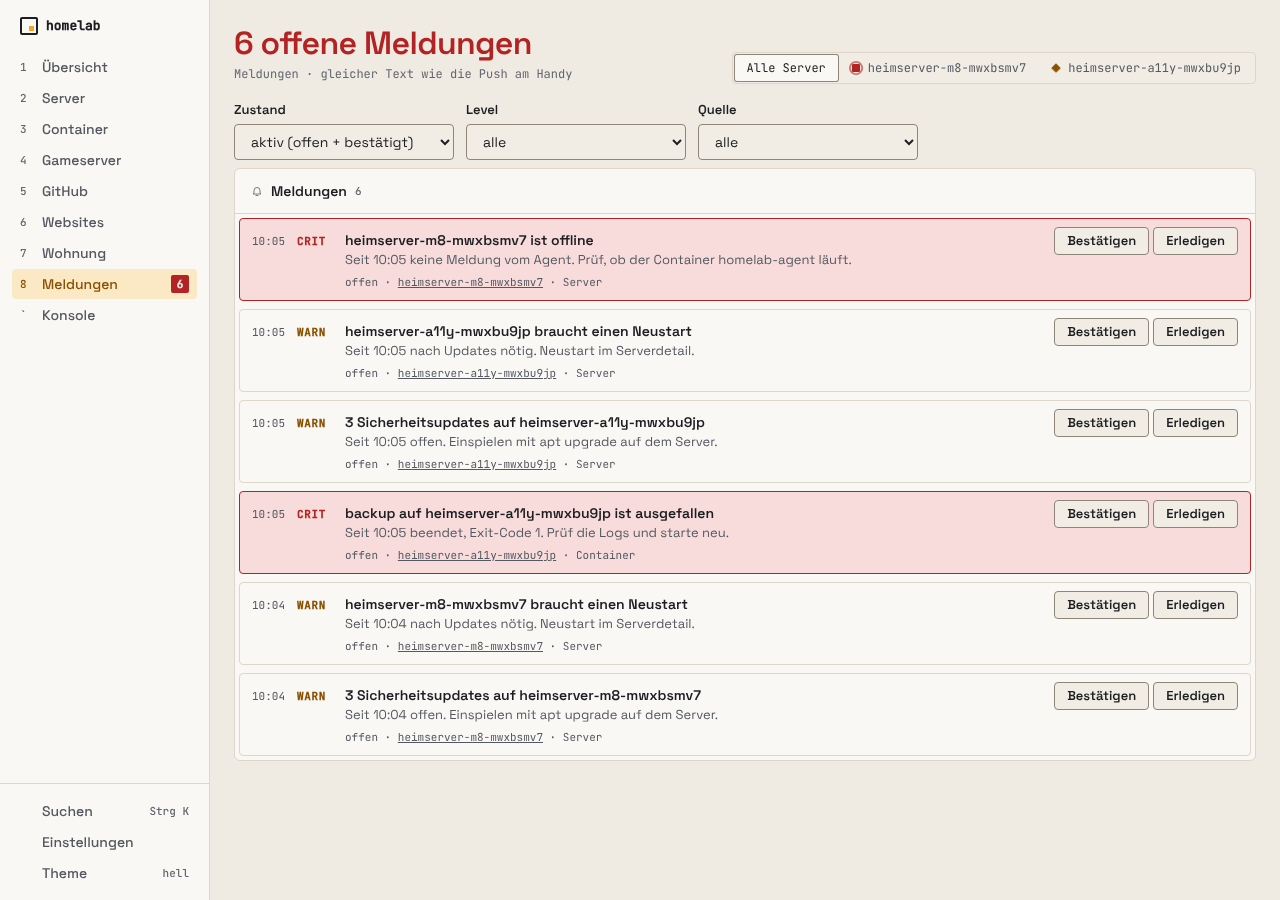 homelab
1 Übersicht
2 Server
3 Container
4 Gameserver
5 GitHub
6 Websites
7 Wohnung
8 Meldungen 6
` Konsole
Suchen Strg K
Einstellungen
Theme hell
6 offene Meldungen
Meldungen · gleicher Text wie die Push am Handy
Alle Server heimserver-m8-mwxbsmv7 heimserver-a11y-mwxbu9jp
Zustand Level Quelle
aktiv (offen + bestätigt) alle alle
Meldungen 6
10:05 CRIT heimserver-m8-mwxbsmv7 ist offline Bestätigen Erledigen
Seit 10:05 keine Meldung vom Agent. Prüf, ob der Container homelab-agent läuft.
offen · heimserver-m8-mwxbsmv7 · Server
10:05 WARN heimserver-a11y-mwxbu9jp braucht einen Neustart Bestätigen Erledigen
Seit 10:05 nach Updates nötig. Neustart im Serverdetail.
offen · heimserver-a11y-mwxbu9jp · Server
10:05 WARN 3 Sicherheitsupdates auf heimserver-a11y-mwxbu9jp Bestätigen Erledigen
Seit 10:05 offen. Einspielen mit apt upgrade auf dem Server.
offen · heimserver-a11y-mwxbu9jp · Server
10:05 CRIT backup auf heimserver-a11y-mwxbu9jp ist ausgefallen Bestätigen Erledigen
Seit 10:05 beendet, Exit-Code 1. Prüf die Logs und starte neu.
offen · heimserver-a11y-mwxbu9jp · Container
10:04 WARN heimserver-m8-mwxbsmv7 braucht einen Neustart Bestätigen Erledigen
Seit 10:04 nach Updates nötig. Neustart im Serverdetail.
offen · heimserver-m8-mwxbsmv7 · Server
10:04 WARN 3 Sicherheitsupdates auf heimserver-m8-mwxbsmv7 Bestätigen Erledigen
Seit 10:04 offen. Einspielen mit apt upgrade auf dem Server.
offen · heimserver-m8-mwxbsmv7 · Server